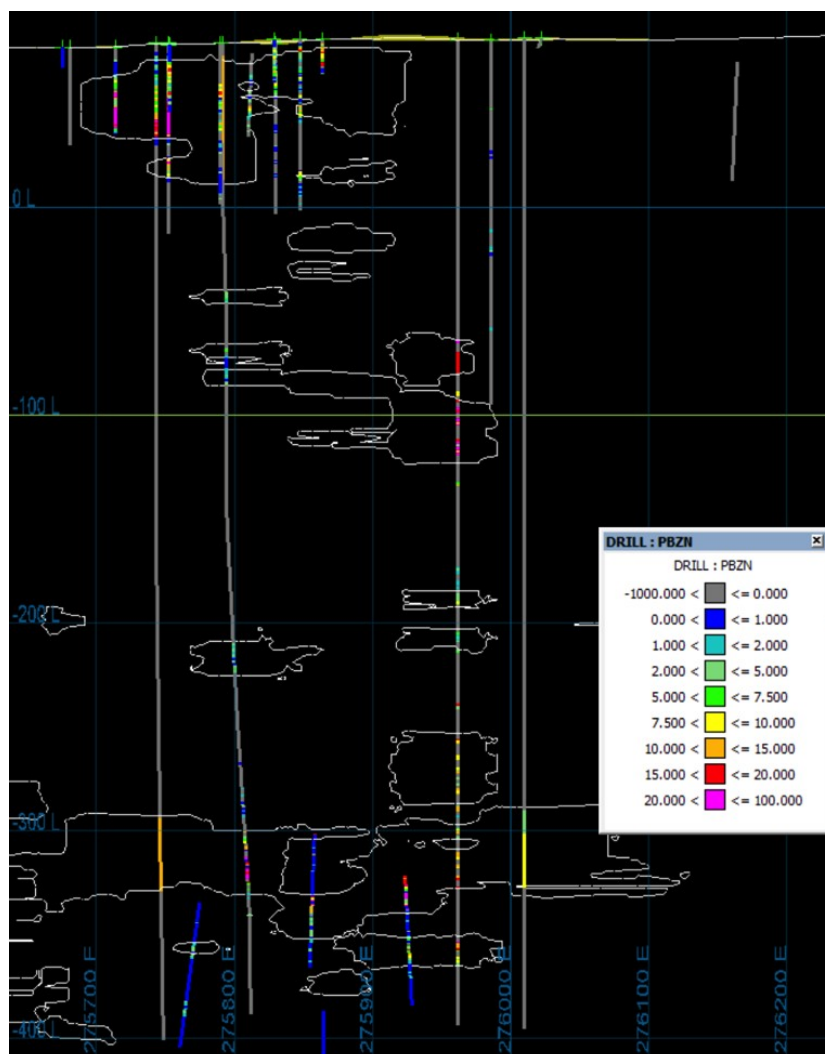 0 L
-100 L
DRILL : PBZN
DRILL : PBZN
-1000.000 < <= 0.000
0.000 < <= 1.000
1.000 < <= 2.000
2.000 < <= 5.000
5.000 < <= 7.500
7.500 < <= 10.000
10.000 < <= 15.000
15.000 < <= 20.000
20.000 < <= 100.000
-200 L
-300 L
-400 L
275700 E
275800 E
275900 E
276000 E
276100 E
276200 E